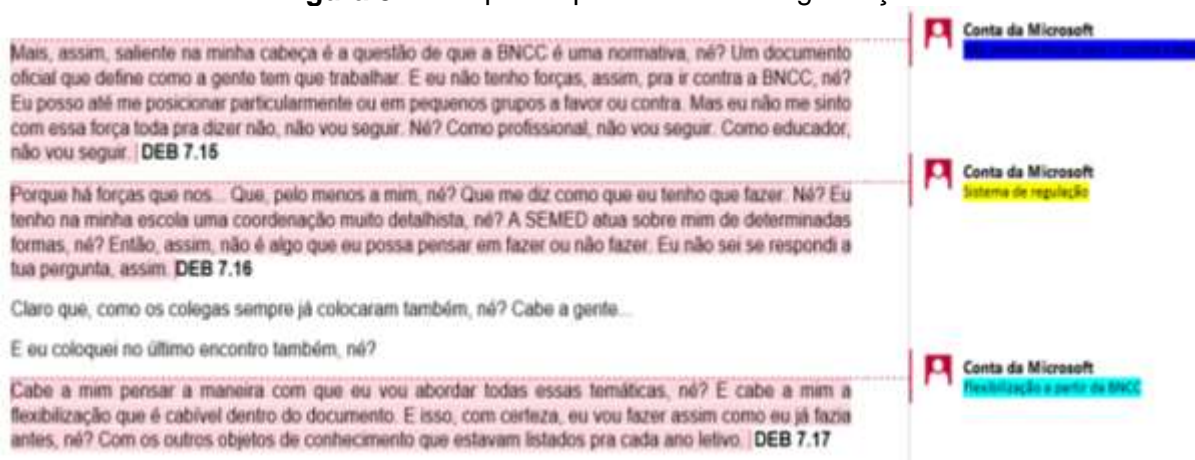 Mais, assim, saliente na minha cabeça é a questão de que a BNCC é uma normativa, né? Um documento
oficial que define como a gente tem que trabalhar. E eu não tenho forças, assim, pra ir contra a BNCC, né?
Eu posso até me posicionar particularmente ou em pequenos grupos a favor ou contra. Mas eu não me sinto
com essa força toda pra dizer não, não vou seguir. Né? Como profissional, não vou seguir. Como educador,
não vou seguir. DEB 7.15
Conta da Microsoft
Porque há forças que nos... Que, pelo menos a mim, né? Que me diz como que eu tenho que fazer. Né? Eu
tenho na minha escola uma coordenação muito detalhista, né? A SEMED atua sobre mim de determinadas
formas, né? Então, assim, não é algo que eu possa pensar em fazer ou não fazer. Eu não sei se respondi a
tua pergunta, assim. DEB 7.16
Conta da Microsoft
Sistema de regulação
Claro que, como os colegas sempre já colocaram também, né? Cabe a gente...
E eu coloquei no último encontro também, né?
Cabe a mim pensar a maneira com que eu vou abordar todas essas temáticas, né? E cabe a mim a
flexibilização que é cabível dentro do documento. E isso, com certeza, eu vou fazer assim como eu já fazia
antes, né? Com os outros objetos de conhecimento que estavam listados pra cada ano letivo. DEB 7.17
Conta da Microsoft
Flexibilização a partir da BNCC